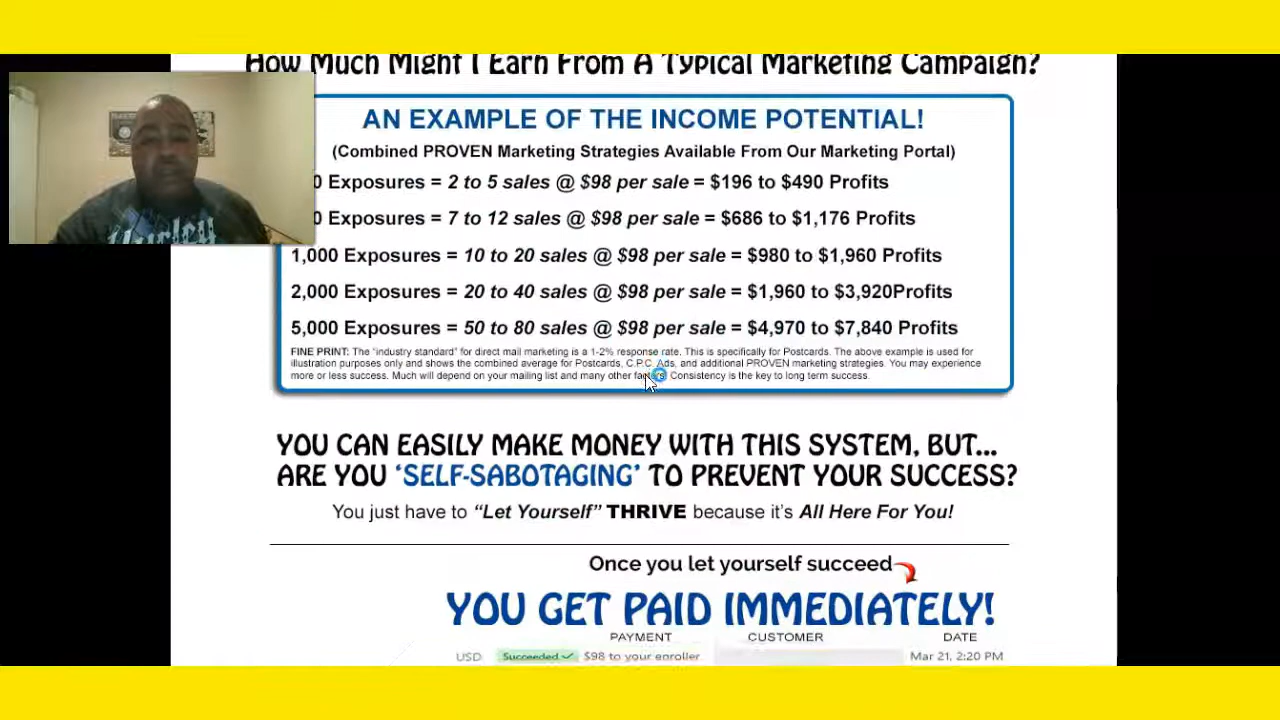 How Much Might I Earn From A Typical Marketing Campaign?
AN EXAMPLE OF THE INCOME POTENTIAL!
(Combined PROVEN Marketing Strategies Available From Our Marketing Portal)
0 Exposures = 2 to 5 sales @ $98 per sale = $196 to $490 Profits
0 Exposures = 7 to 12 sales @ $98 per sale = $686 to $1,176 Profits
1,000 Exposures = 10 to 20 sales @ $98 per sale = $980 to $1,960 Profits
2,000 Exposures = 20 to 40 sales @ $98 per sale = $1,960 to $3,920Profits
5,000 Exposures = 50 to 80 sales @ $98 per sale = $4,970 to $7,840 Profits
FINE PRINT: The "industry standard" for direct mail marketing is a 1-2% response rate. This is specifically for Postcards. The above example is used for
illustration purposes only and shows the combined average for Postcards, C.P.C. Ads, and additional PROVEN marketing strategies. You may experience
more or less success. Much will depend on your mailing list and many other factors. Consistency is the key to long term success.
YOU CAN EASILY MAKE MONEY WITH THIS SYSTEM, BUT...
ARE YOU 'SELF-SABOTAGING' TO PREVENT YOUR SUCCESS?
You just have to "Let Yourself" THRIVE because it's All Here For You!
Once you let yourself succeed
YOU GET PAID IMMEDIATELY!
PAYMENT CUSTOMER DATE
USD Succeeded ✓ $98 to your enroller Mar 21, 2:20 PM
Hurley